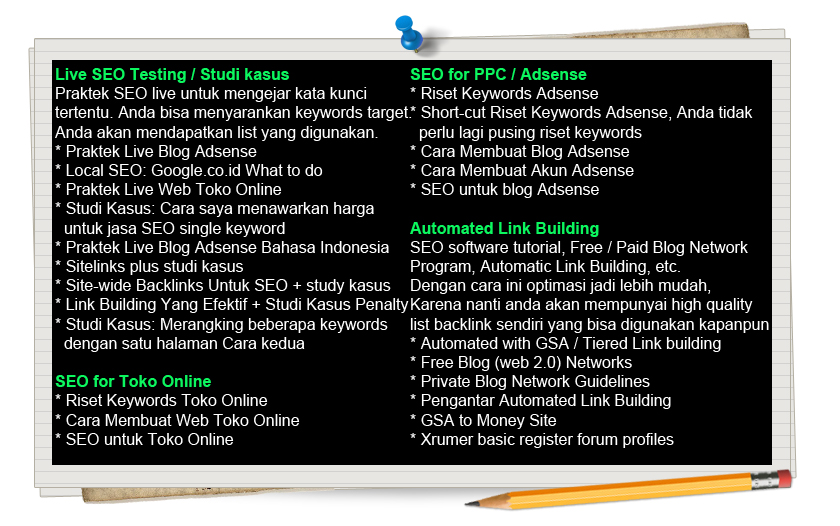 Live SEO Testing / Studi kasus
Praktek SEO live untuk mengejar kata kunci
tertentu. Anda bisa menyarankan keywords target.
Anda akan mendapatkan list yang digunakan.
* Praktek Live Blog Adsense
* Local SEO: Google.co.id What to do
* Praktek Live Web Toko Online
* Studi Kasus: Cara saya menawarkan harga
untuk jasa SEO single keyword
* Praktek Live Blog Adsense Bahasa Indonesia
* Sitelinks plus studi kasus
* Site-wide Backlinks Untuk SEO + study kasus
* Link Building Yang Efektif + Studi Kasus Penalty
* Studi Kasus: Merangking beberapa keywords
dengan satu halaman Cara kedua
SEO for Toko Online
* Riset Keywords Toko Online
* Cara Membuat Web Toko Online
* SEO untuk Toko Online
SEO for PPC / Adsense
* Riset Keywords Adsense
* Short-cut Riset Keywords Adsense, Anda tidak
perlu lagi pusing riset keywords
* Cara Membuat Blog Adsense
* Cara Membuat Akun Adsense
* SEO untuk blog Adsense
Automated Link Building
SEO software tutorial, Free / Paid Blog Network
Program, Automatic Link Building, etc.
Dengan cara ini optimasi jadi lebih mudah,
Karena nanti anda akan mempunyai high quality
list backlink sendiri yang bisa digunakan kapanpun
* Automated with GSA / Tiered Link building
* Free Blog (web 2.0) Networks
* Private Blog Network Guidelines
* Pengantar Automated Link Building
* GSA to Money Site
* Xrumer basic register forum profiles